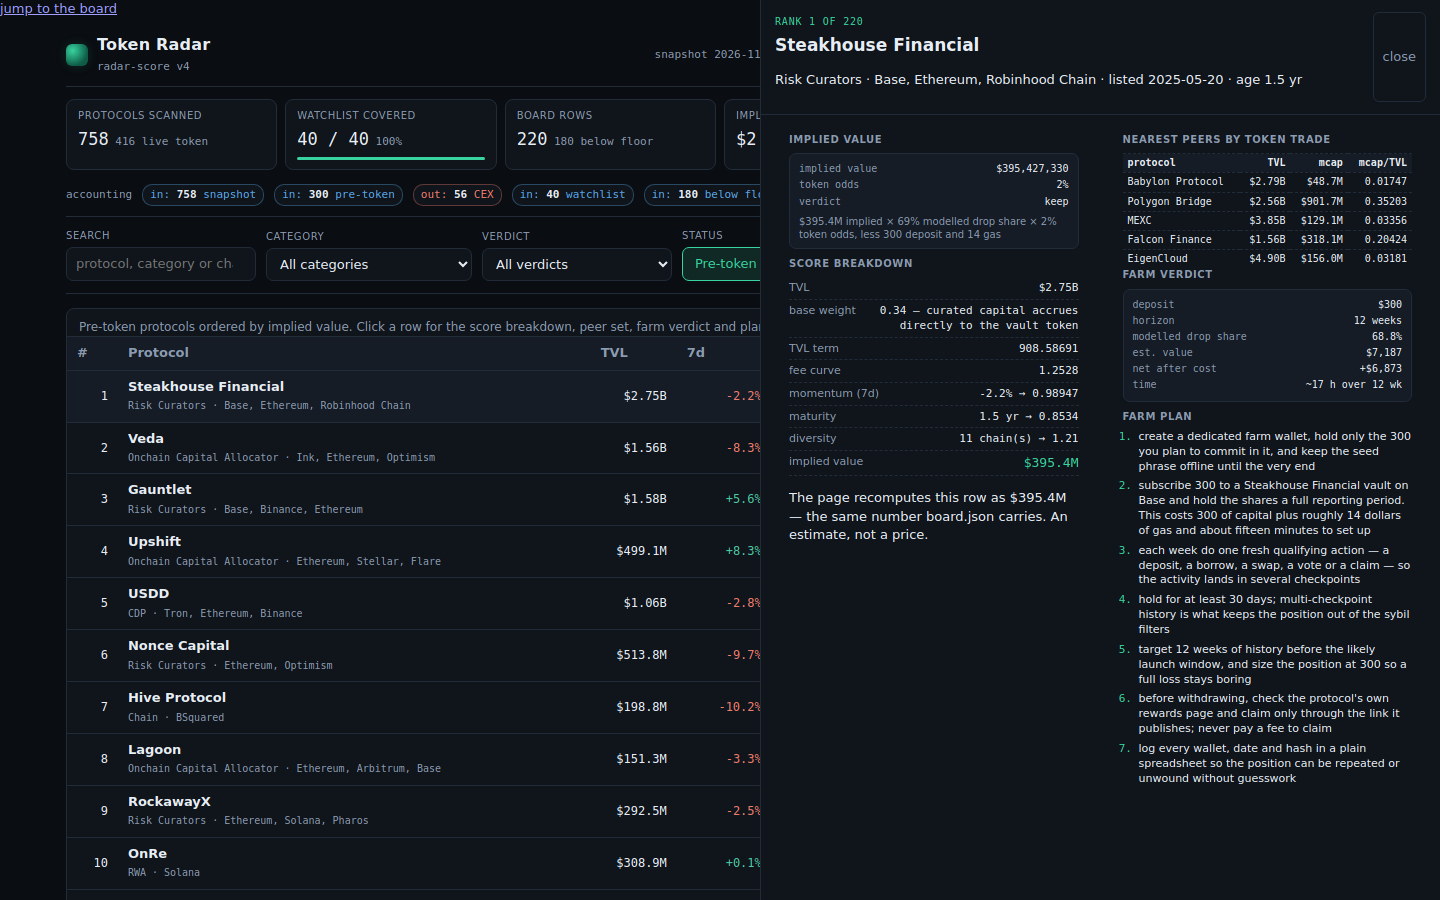 jump to the board
Token Radar
radar-score v4
snapshot 2026-11
PROTOCOLS SCANNED
758 416 live token
WATCHLIST COVERED
40 / 40 100%
BOARD ROWS
220 180 below floor
IMPL
$2
accounting
in: 758 snapshot
in: 300 pre-token
out: 56 CEX
in: 40 watchlist
in: 180 below flo
SEARCH
protocol, category or ch
CATEGORY
All categories
VERDICT
All verdicts
STATUS
Pre-token
Pre-token protocols ordered by implied value. Click a row for the score breakdown, peer set, farm verdict and pla
# Protocol TVL 7d
1 Steakhouse Financial $2.75B -2.2%
Risk Curators · Base, Ethereum, Robinhood Chain
2 Veda $1.56B -8.3%
Onchain Capital Allocator · Ink, Ethereum, Optimism
3 Gauntlet $1.58B +5.6%
Risk Curators · Base, Binance, Ethereum
4 Upshift $499.1M +8.3%
Onchain Capital Allocator · Ethereum, Stellar, Flare
5 USDD $1.06B -2.8%
CDP · Tron, Ethereum, Binance
6 Nonce Capital $513.8M -9.7%
Risk Curators · Ethereum, Optimism
7 Hive Protocol $198.8M -10.2%
Chain · BSquared
8 Lagoon $151.3M -3.3%
Onchain Capital Allocator · Ethereum, Arbitrum, Base
9 RockawayX $292.5M -2.5%
Risk Curators · Ethereum, Solana, Pharos
10 OnRe $308.9M +0.1%
RWA · Solana
RANK 1 OF 220
Steakhouse Financial
Risk Curators · Base, Ethereum, Robinhood Chain · listed 2025-05-20 · age 1.5 yr
close
IMPLIED VALUE
implied value $395,427,330
token odds 2%
verdict keep
$395.4M implied × 69% modelled drop share × 2%
token odds, less 300 deposit and 14 gas
SCORE BREAKDOWN
TVL $2.75B
base weight 0.34 — curated capital accrues
directly to the vault token
TVL term 908.58691
fee curve 1.2528
momentum (7d) -2.2% → 0.98947
maturity 1.5 yr → 0.8534
diversity 11 chain(s) → 1.21
implied value $395.4M
The page recomputes this row as $395.4M
— the same number board.json carries. An
estimate, not a price.
NEAREST PEERS BY TOKEN TRADE
protocol TVL mcap mcap/TVL
Babylon Protocol $2.79B $48.7M 0.01747
Polygon Bridge $2.56B $901.7M 0.35203
MEXC $3.85B $129.1M 0.03356
Falcon Finance $1.56B $318.1M 0.20424
EigenCloud $4.90B $156.0M 0.03181
FARM VERDICT
deposit $300
horizon 12 weeks
modelled drop share 68.8%
est. value $7,187
net after cost +$6,873
time ~17 h over 12 wk
FARM PLAN
1. create a dedicated farm wallet, hold only the 300
you plan to commit in it, and keep the seed
phrase offline until the very end
2. subscribe 300 to a Steakhouse Financial vault on
Base and hold the shares a full reporting period.
This costs 300 of capital plus roughly 14 dollars
of gas and about fifteen minutes to set up
3. each week do one fresh qualifying action — a
deposit, a borrow, a swap, a vote or a claim — so
the activity lands in several checkpoints
4. hold for at least 30 days; multi-checkpoint
history is what keeps the position out of the sybil
filters
5. target 12 weeks of history before the likely
launch window, and size the position at 300 so a
full loss stays boring
6. before withdrawing, check the protocol's own
rewards page and claim only through the link it
publishes; never pay a fee to claim
7. log every wallet, date and hash in a plain
spreadsheet so the position can be repeated or
unwound without guesswork